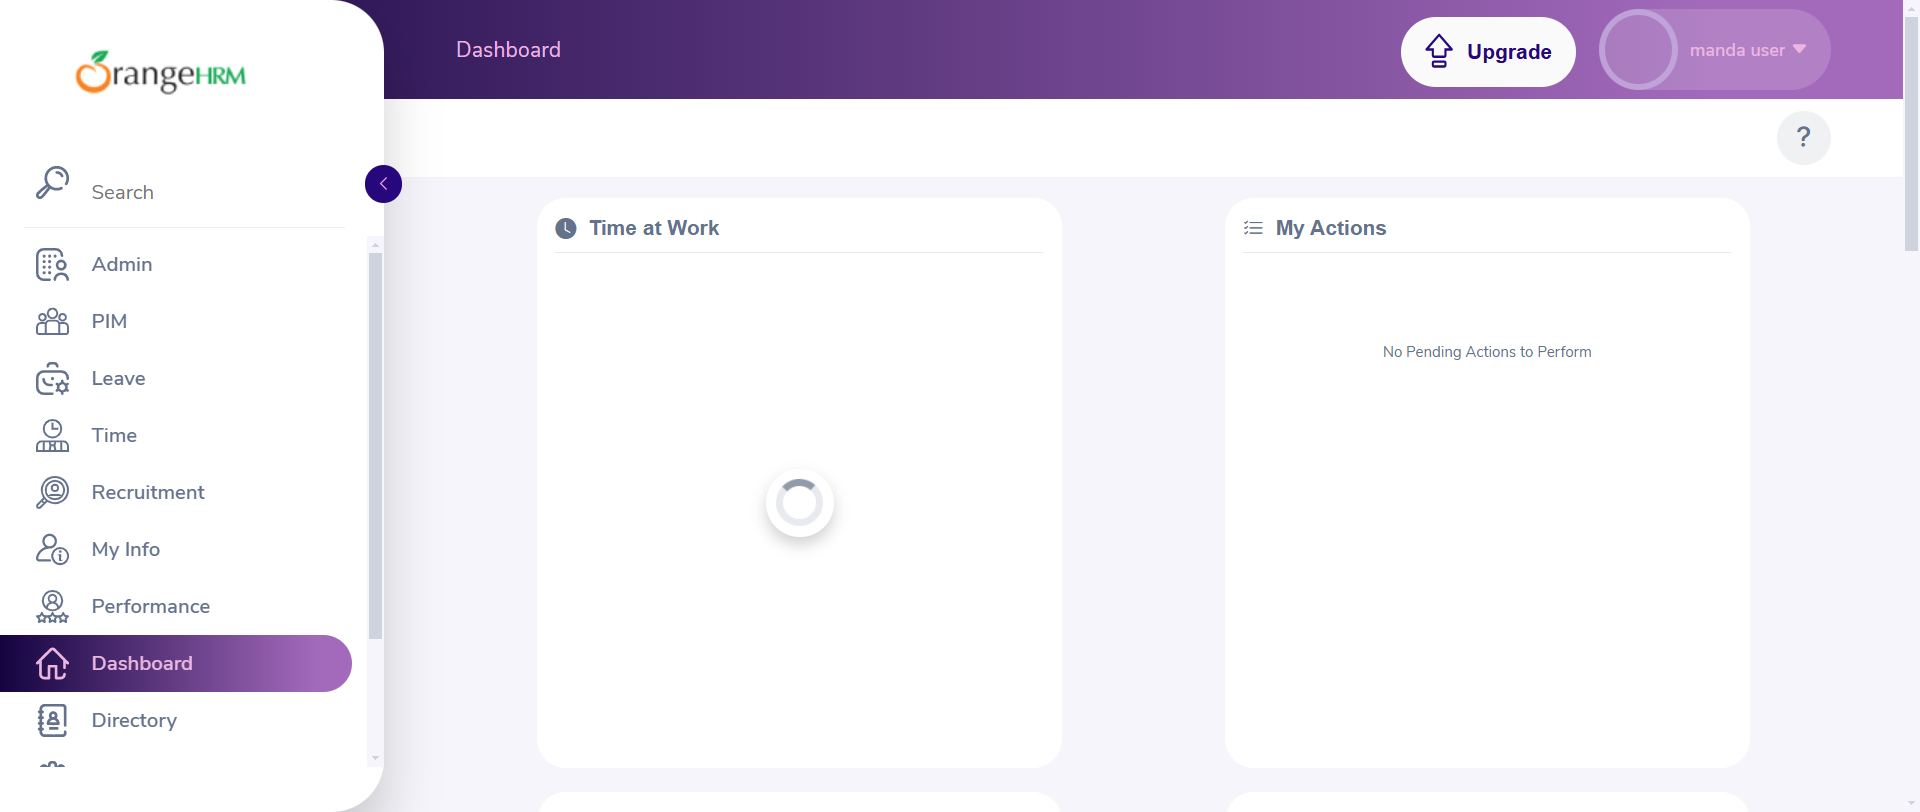 OrangeHRM
Dashboard
Upgrade
manda user
?
Search
Admin
PIM
Leave
Time
Recruitment
My Info
Performance
Dashboard
Directory
Time at Work
My Actions
No Pending Actions to Perform